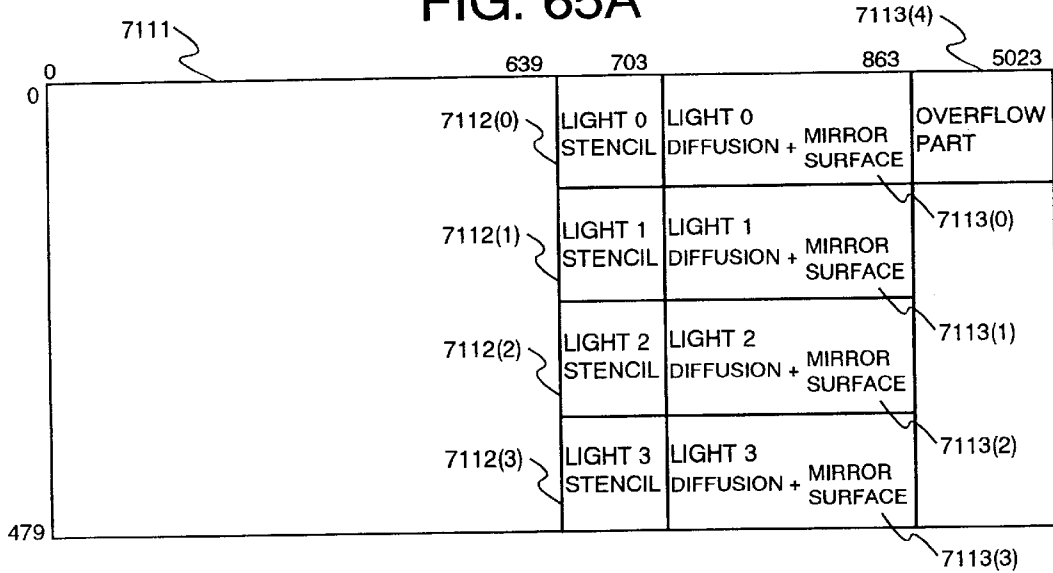 FIG. 65A
7111
7113(4)
0
639
703
863
5023
0
7112(0)
LIGHT 0
STENCIL
LIGHT 0
DIFFUSION + MIRROR
SURFACE
OVERFLOW
PART
7113(0)
7112(1)
LIGHT 1
STENCIL
LIGHT 1
DIFFUSION + MIRROR
SURFACE
7113(1)
7112(2)
LIGHT 2
STENCIL
LIGHT 2
DIFFUSION + MIRROR
SURFACE
7113(2)
7112(3)
LIGHT 3
STENCIL
LIGHT 3
DIFFUSION + MIRROR
SURFACE
479
7113(3)